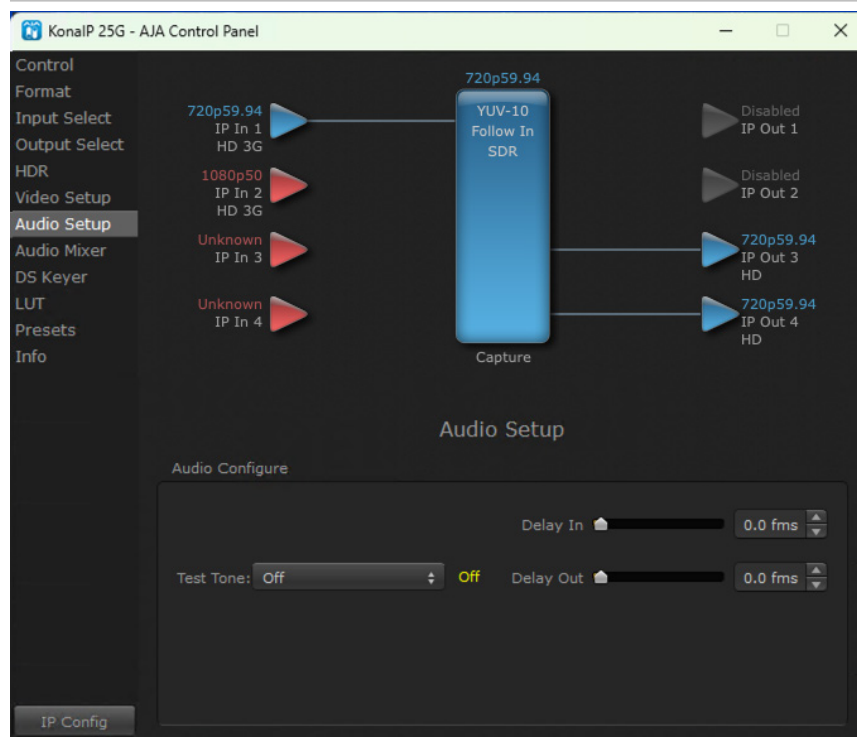 KonaIP 25G - AJA Control Panel
Control
Format
Input Select
Output Select
HDR
Video Setup
Audio Setup
Audio Mixer
DS Keyer
LUT
Presets
Info
IP Config
720p59.94
IP In 1
HD 3G
1080p50
IP In 2
HD 3G
Unknown
IP In 3
Unknown
IP In 4
720p59.94
YUV-10
Follow In
SDR
Capture
Disabled
IP Out 1
Disabled
IP Out 2
720p59.94
IP Out 3
HD
720p59.94
IP Out 4
HD
Audio Setup
Audio Configure
Delay In 0.0 fms
Test Tone: Off Off Delay Out 0.0 fms